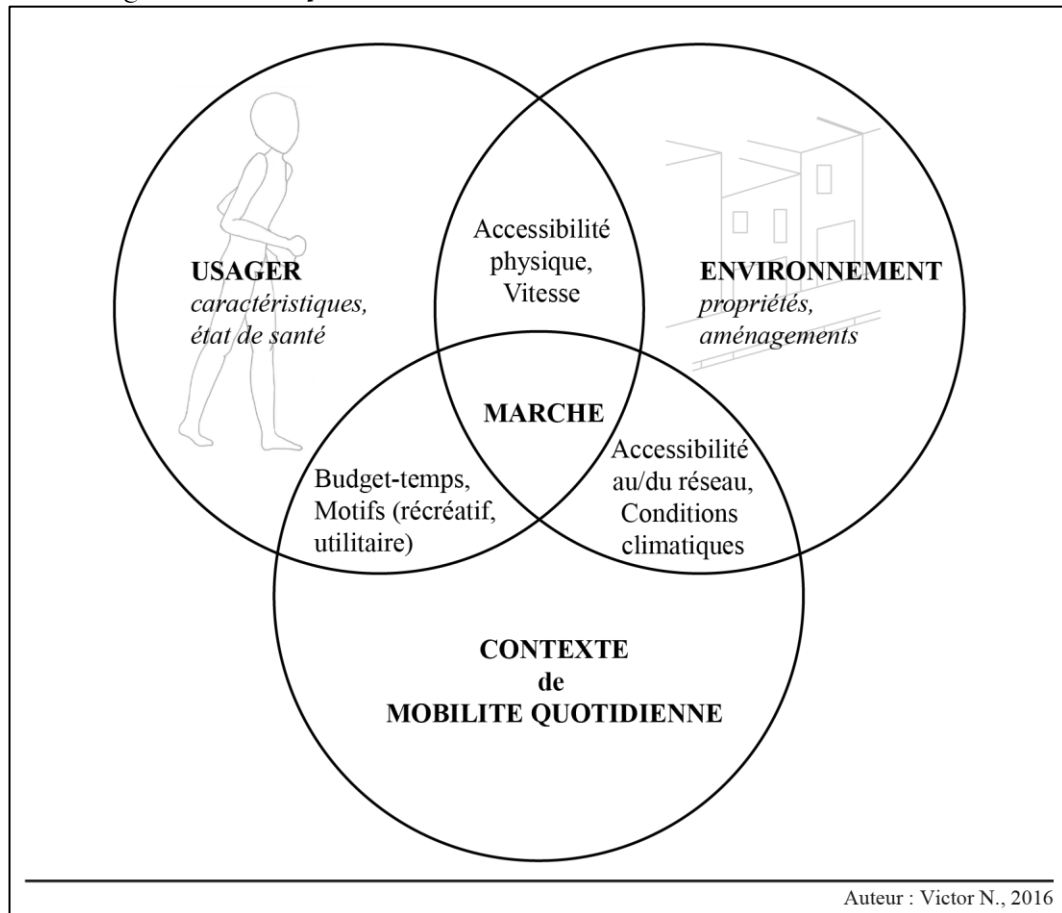 Accessibilité
physique,
Vitesse
USAGER
caractéristiques,
état de santé
ENVIRONNEMENT
propriétés,
aménagements
MARCHE
Budget-temps,
Motifs (récréatif,
utilitaire)
Accessibilité
au/du réseau,
Conditions
climatiques
CONTEXTE
de
MOBILITE QUOTIDIENNE
Auteur : Victor N., 2016